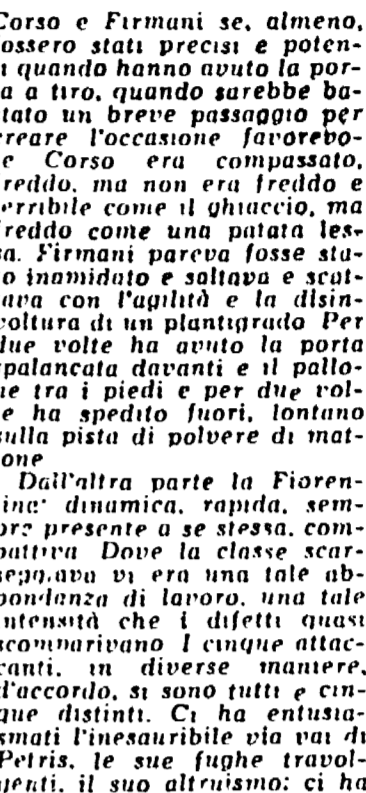 Corso e Firmani se, almeno,
fossero stati precisi e poten-
ti quando hanno avuto la por-
ta a tiro, quando sarebbe ba-
stato un breve passaggio per
creare l'occasione favorevo-
le Corso era compassato,
freddo, ma non era freddo e
terribile come il ghiaccio, ma
freddo come una patata les-
sa. Firmani pareva fosse sta-
to inamidato e saltava e scat-
tava con l'agilità e la disin-
voltura di un plantigrado Per
due volte ha avuto la porta
spalancata davanti e il pallo-
ne tra i piedi e per due vol-
te ha spedito fuori, lontano
sulla pista di polvere di mat-
tone
Dall'altra parte la Fioren-
tina: dinamica, rapida, sem-
pre presente a se stessa, com-
battiva Dove la classe scar-
seggiava vi era una tale ab-
bondanza di lavoro, una tale
intensità che i difetti quasi
scomparivano I cinque attac-
canti, in diverse maniere,
d'accordo, si sono tutti e cin-
que distinti. Ci ha entusia-
smati l'inesauribile via vai di
Petris, le sue fughe travol-
genti, il suo altruismo; ci ha